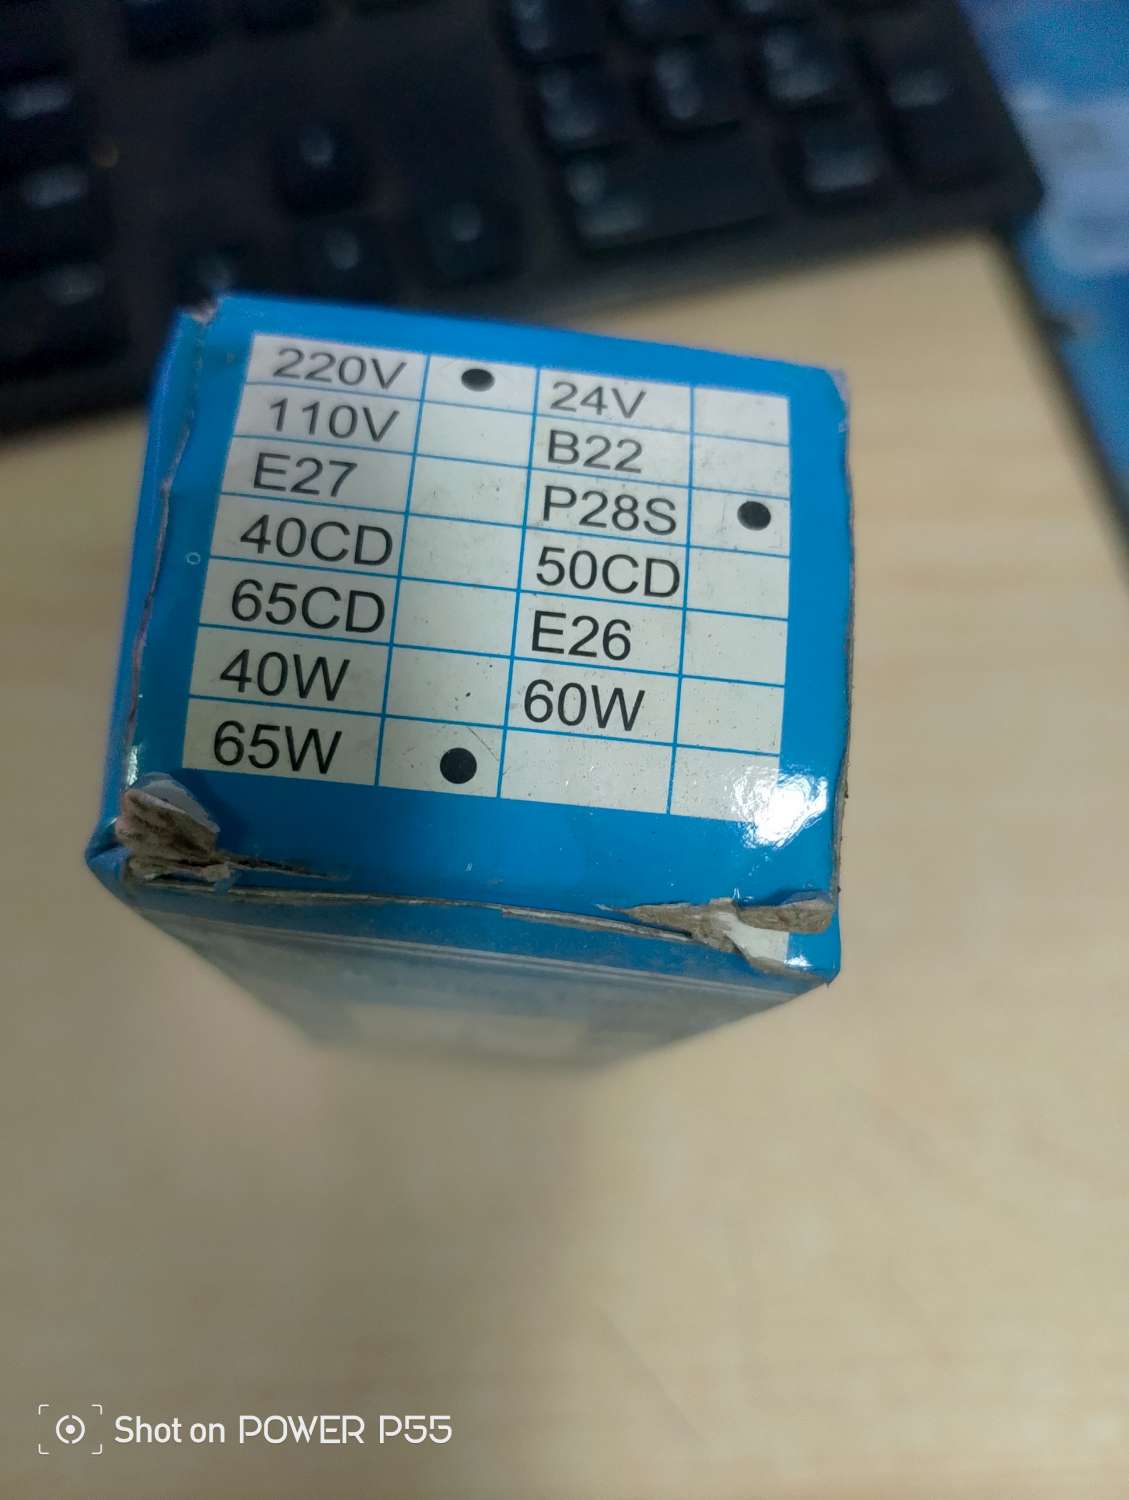 220V ● 24V
110V B22
E27 P28S ●
40CD 50CD
65CD E26
40W 60W
65W ●
Shot on POWER P55